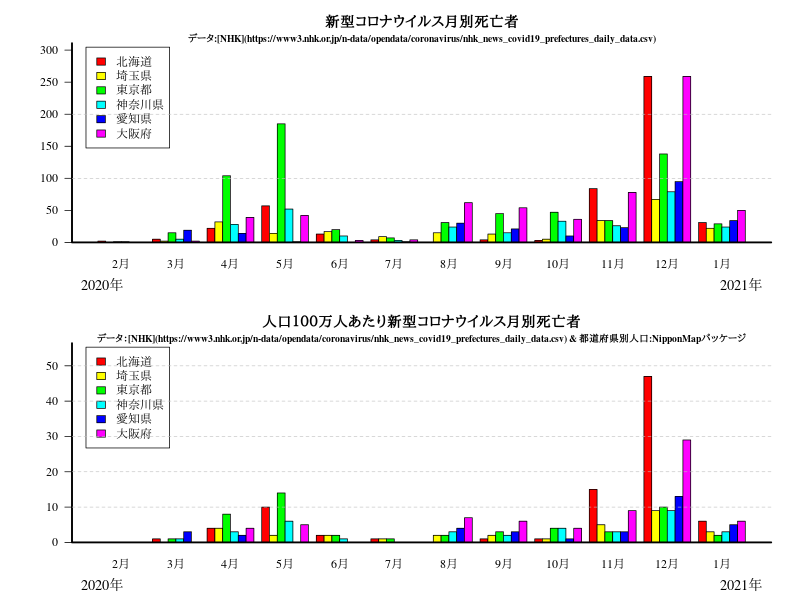 新型コロナウイルス月別死亡者
データ:[NHK](https://www3.nhk.or.jp/n-data/opendata/coronavirus/nhk_news_covid19_prefectures_daily_data.csv)
300
250
200
150
100
50
0
北海道
埼玉県
東京都
神奈川県
愛知県
大阪府
2月 3月 4月 5月 6月 7月 8月 9月 10月 11月 12月 1月
2020年 2021年
人口100万人あたり新型コロナウイルス月別死亡者
データ:[NHK](https://www3.nhk.or.jp/n-data/opendata/coronavirus/nhk_news_covid19_prefectures_daily_data.csv) & 都道府県別人口:NipponMapパッケージ
50
40
30
20
10
0
北海道
埼玉県
東京都
神奈川県
愛知県
大阪府
2月 3月 4月 5月 6月 7月 8月 9月 10月 11月 12月 1月
2020年 2021年